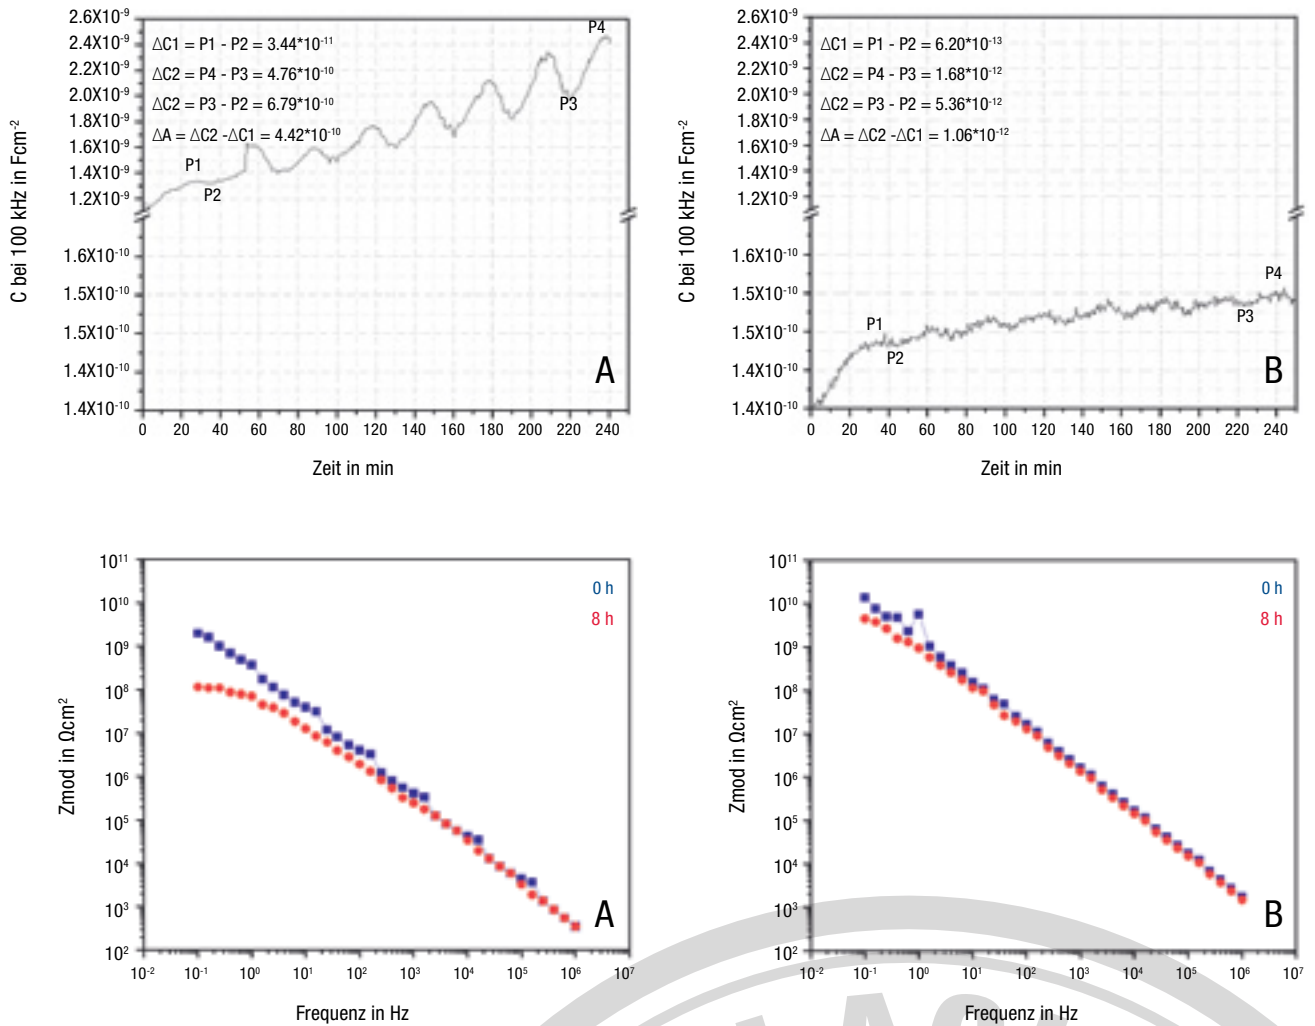 2.6X10⁻⁹
2.4X10⁻⁹
2.2X10⁻⁹
2.0X10⁻⁹
1.8X10⁻⁹
1.6X10⁻⁹
1.4X10⁻⁹
1.2X10⁻⁹
1.6X10⁻¹⁰
1.5X10⁻¹⁰
1.5X10⁻¹⁰
1.4X10⁻¹⁰
1.4X10⁻¹⁰
C bei 100 kHz in Fcm⁻²
ΔC1 = P1 - P2 = 3.44*10⁻¹¹
ΔC2 = P4 - P3 = 4.76*10⁻¹⁰
ΔC2 = P3 - P2 = 6.79*10⁻¹⁰
ΔA = ΔC2 -ΔC1 = 4.42*10⁻¹⁰
P1
P2
P3
P4
A
0 20 40 60 80 100 120 140 160 180 200 220 240
Zeit in min
2.6X10⁻⁹
2.4X10⁻⁹
2.2X10⁻⁹
2.0X10⁻⁹
1.8X10⁻⁹
1.6X10⁻⁹
1.4X10⁻⁹
1.2X10⁻⁹
1.6X10⁻¹⁰
1.5X10⁻¹⁰
1.5X10⁻¹⁰
1.4X10⁻¹⁰
1.4X10⁻¹⁰
C bei 100 kHz in Fcm⁻²
ΔC1 = P1 - P2 = 6.20*10⁻¹³
ΔC2 = P4 - P3 = 1.68*10⁻¹²
ΔC2 = P3 - P2 = 5.36*10⁻¹²
ΔA = ΔC2 -ΔC1 = 1.06*10⁻¹²
P1
P2
P3
P4
B
0 20 40 60 80 100 120 140 160 180 200 220 240
Zeit in min
10¹¹
10¹⁰
10⁹
10⁸
10⁷
10⁶
10⁵
10⁴
10³
10²
Zmod in Ωcm²
0 h
8 h
A
10⁻² 10⁻¹ 10⁰ 10¹ 10² 10³ 10⁴ 10⁵ 10⁶ 10⁷
Frequenz in Hz
10¹¹
10¹⁰
10⁹
10⁸
10⁷
10⁶
10⁵
10⁴
10³
10²
Zmod in Ωcm²
0 h
8 h
B
10⁻² 10⁻¹ 10⁰ 10¹ 10² 10³ 10⁴ 10⁵ 10⁶ 10⁷
Frequenz in Hz